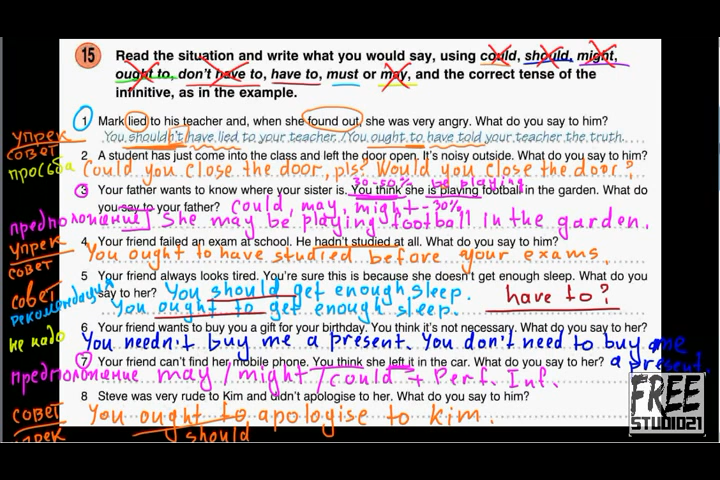 15 Read the situation and write what you would say, using could, should, might,
ought to, don't have to, have to, must or may, and the correct tense of the
infinitive, as in the example.
1 Mark lied to his teacher and, when she found out, she was very angry. What do you say to him?
упрек You shouldn't have lied to your teacher./You ought to have told your teacher the truth.
совет 2 A student has just come into the class and left the door open. It's noisy outside. What do you say to him?
просьба Could you close the door, pls? Would you close the door?
30-50% be playing
3 Your father wants to know where your sister is. You think she is playing football in the garden. What do
you say to your father? could, may, might - 30%
предположение She may be playing football in the garden.
упрек 4 Your friend failed an exam at school. He hadn't studied at all. What do you say to him?
совет You ought to have studied before your exams.
5 Your friend always looks tired. You're sure this is because she doesn't get enough sleep. What do you
совет say to her? You should get enough sleep. have to?
рекомендация You ought to get enough sleep.
6 Your friend wants to buy you a gift for your birthday. You think it's not necessary. What do you say to her?
не надо You needn't buy me a present. You don't need to buy me
7 Your friend can't find her mobile phone. You think she left it in the car. What do you say to her? a present.
предположение may/might/could + Perf. Inf.
8 Steve was very rude to Kim and didn't apologise to her. What do you say to him?
совет You ought to apologise to kim.
упрек should
FREE
STUDIO21